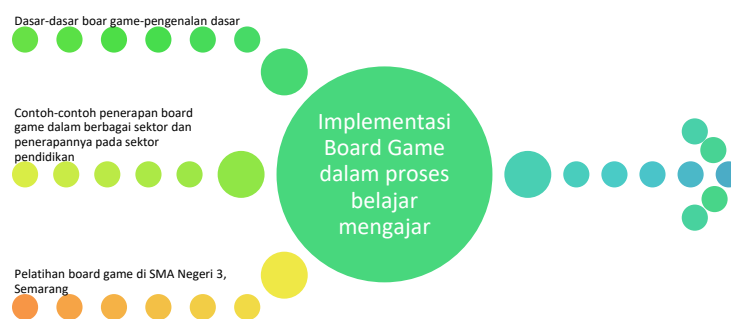 Dasar-dasar boar game-pengenalan dasar
Contoh-contoh penerapan board
game dalam berbagai sektor dan
penerapannya pada sektor
pendidikan
Implementasi
Board Game
dalam proses
belajar
mengajar
Pelatihan board game di SMA Negeri 3,
Semarang